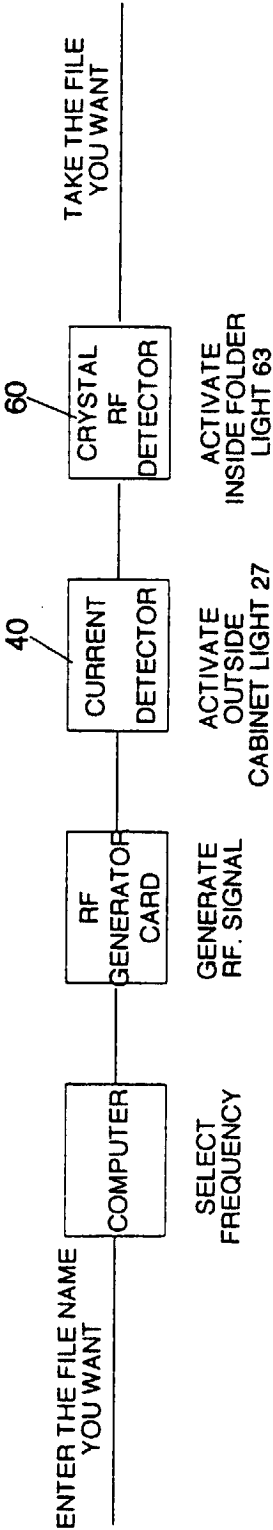 ENTER THE FILE NAME
YOU WANT
COMPUTER
SELECT
FREQUENCY
RF
GENERATOR
CARD
GENERATE
RF. SIGNAL
40
CURRENT
DETECTOR
ACTIVATE
OUTSIDE
CABINET LIGHT 27
60
CRYSTAL
RF
DETECTOR
ACTIVATE
INSIDE FOLDER
LIGHT 63
TAKE THE FILE
YOU WANT